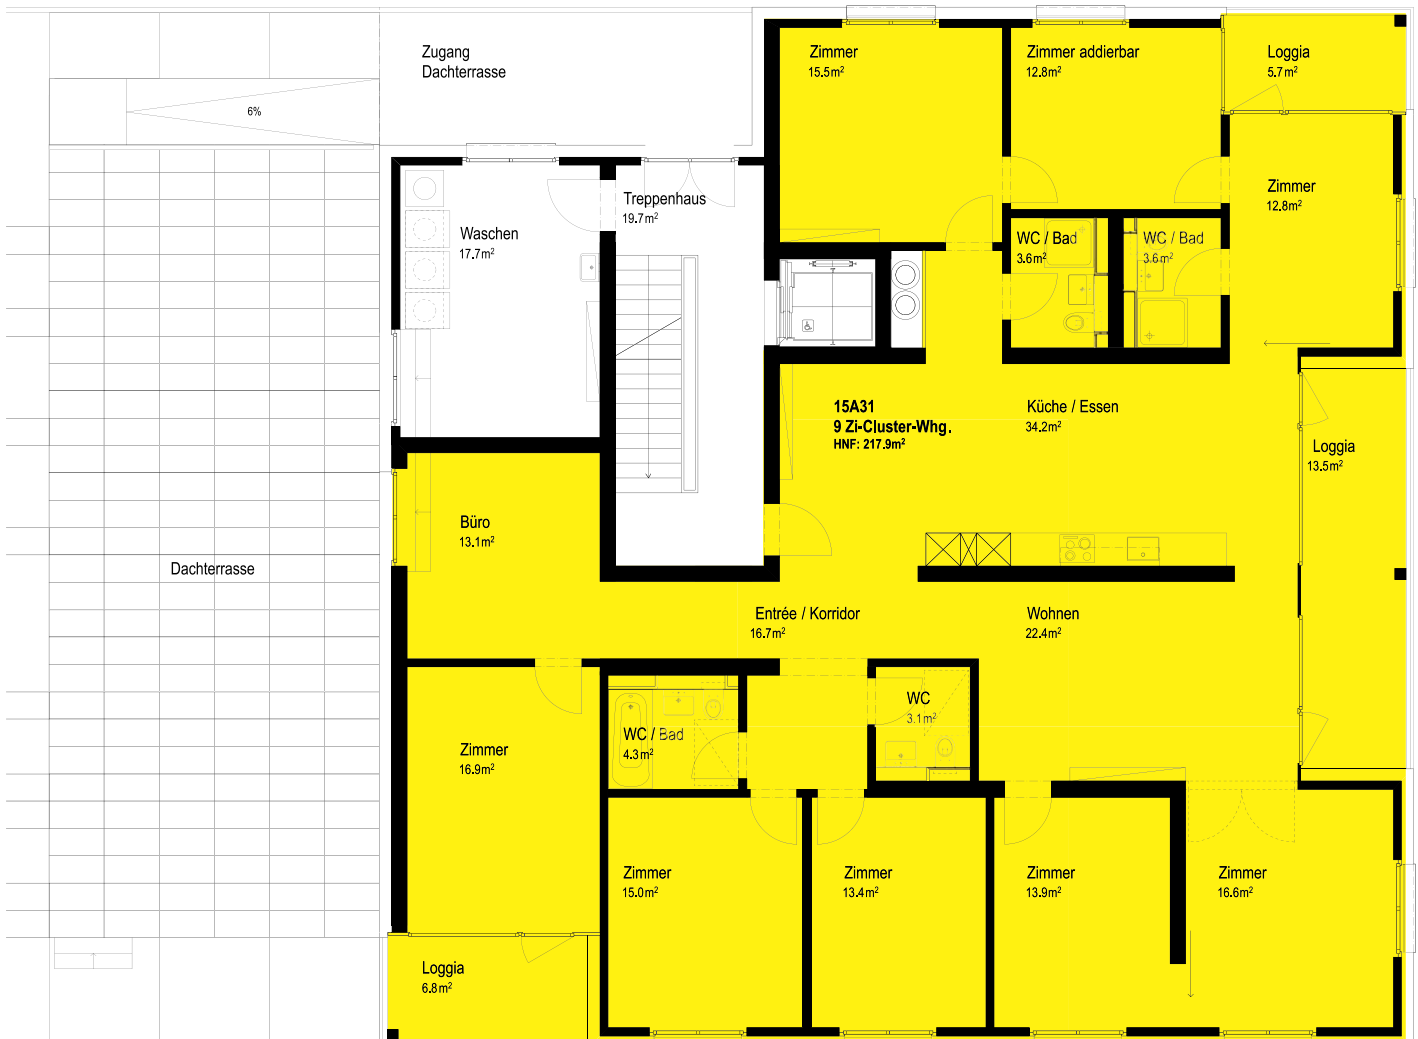 Zugang
Dachterrasse
6%
Zimmer
15.5m²
Zimmer addierbar
12.8m²
Loggia
5.7m²
Treppenhaus
19.7m²
Waschen
17.7m²
WC / Bad
3.6m²
WC / Bad
3.6m²
Zimmer
12.8m²
15A31
9 Zi-Cluster-Whg.
HNF: 217.9m²
Küche / Essen
34.2m²
Loggia
13.5m²
Büro
13.1m²
Dachterrasse
Entrée / Korridor
16.7m²
Wohnen
22.4m²
Zimmer
16.9m²
WC / Bad
4.3m²
WC
3.1m²
Zimmer
15.0m²
Zimmer
13.4m²
Zimmer
13.9m²
Zimmer
16.6m²
Loggia
6.8m²